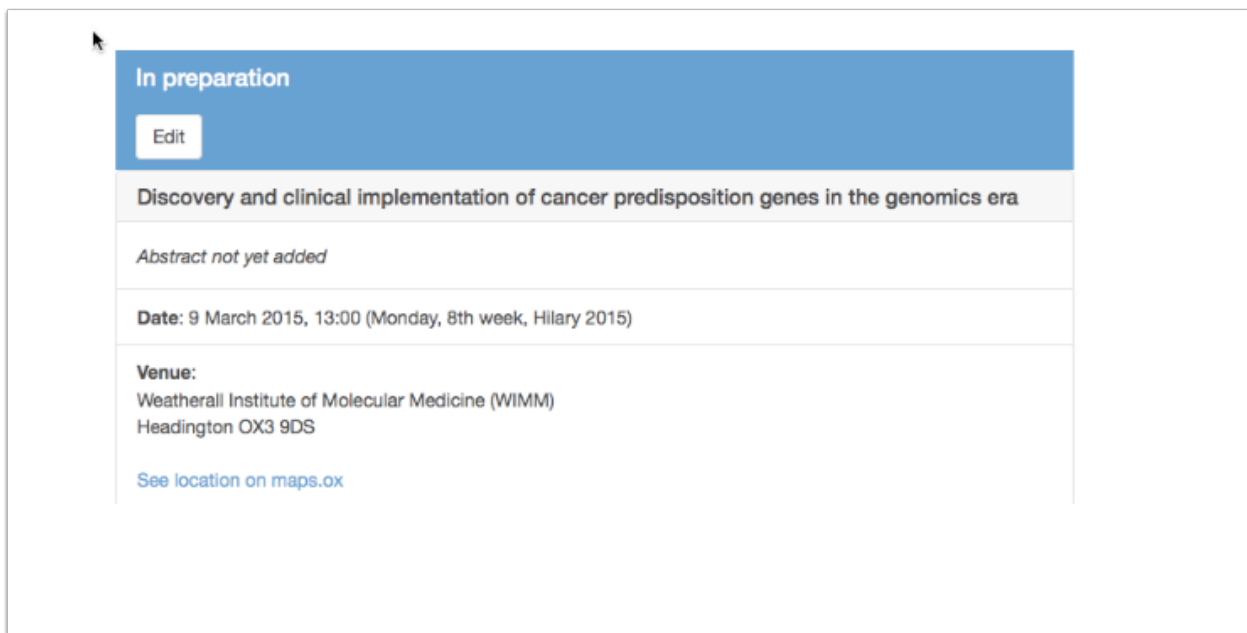 In preparation
Edit
Discovery and clinical implementation of cancer predisposition genes in the genomics era
Abstract not yet added
Date: 9 March 2015, 13:00 (Monday, 8th week, Hilary 2015)
Venue:
Weatherall Institute of Molecular Medicine (WIMM)
Headington OX3 9DS
See location on maps.ox